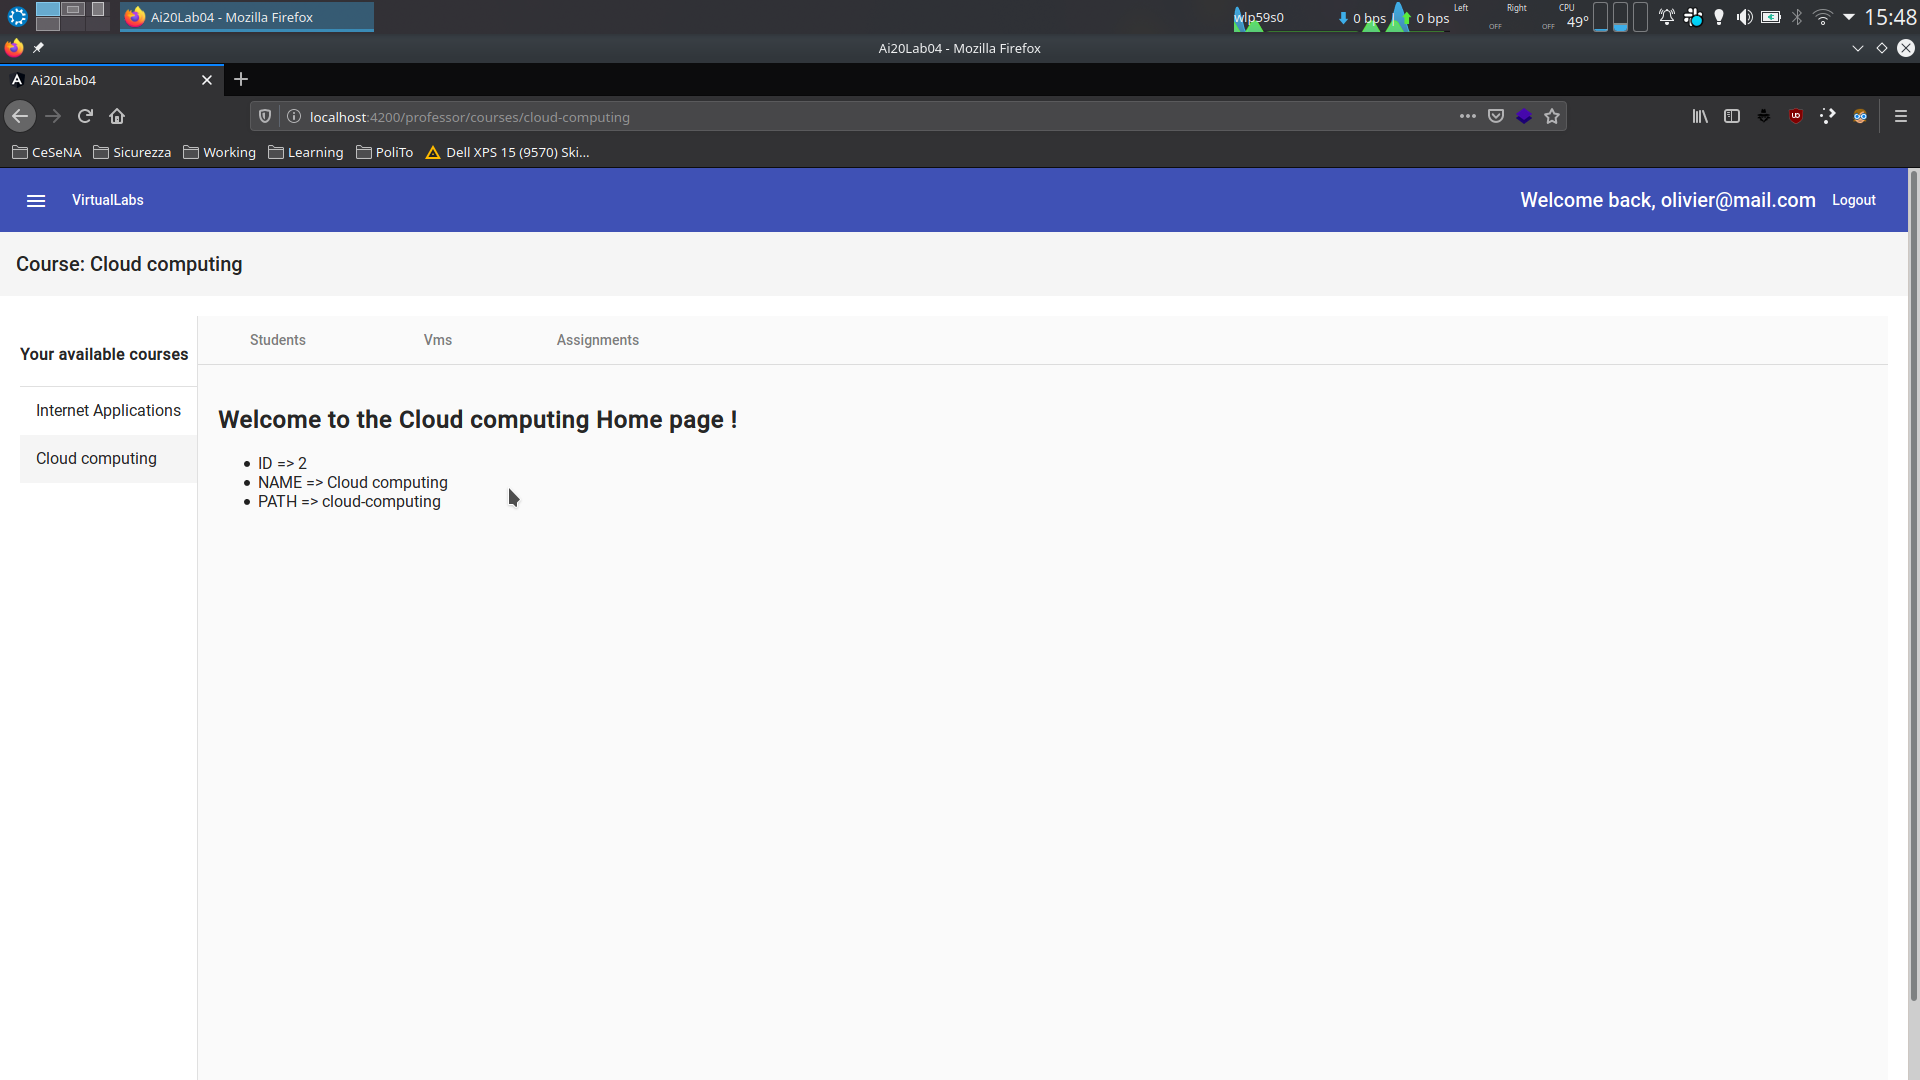 Ai20Lab04 - Mozilla Firefox
wlp59s0
0 bps
0 bps
Left
OFF
Right
OFF
CPU
49°
15:48
Ai20Lab04 - Mozilla Firefox
Ai20Lab04
localhost:4200/professor/courses/cloud-computing
CeSeNA
Sicurezza
Working
Learning
PoliTo
Dell XPS 15 (9570) Ski...
VirtualLabs
Welcome back, olivier@mail.com
Logout
Course: Cloud computing
Your available courses
Internet Applications
Cloud computing
Students
Vms
Assignments
Welcome to the Cloud computing Home page !
ID => 2
NAME => Cloud computing
PATH => cloud-computing